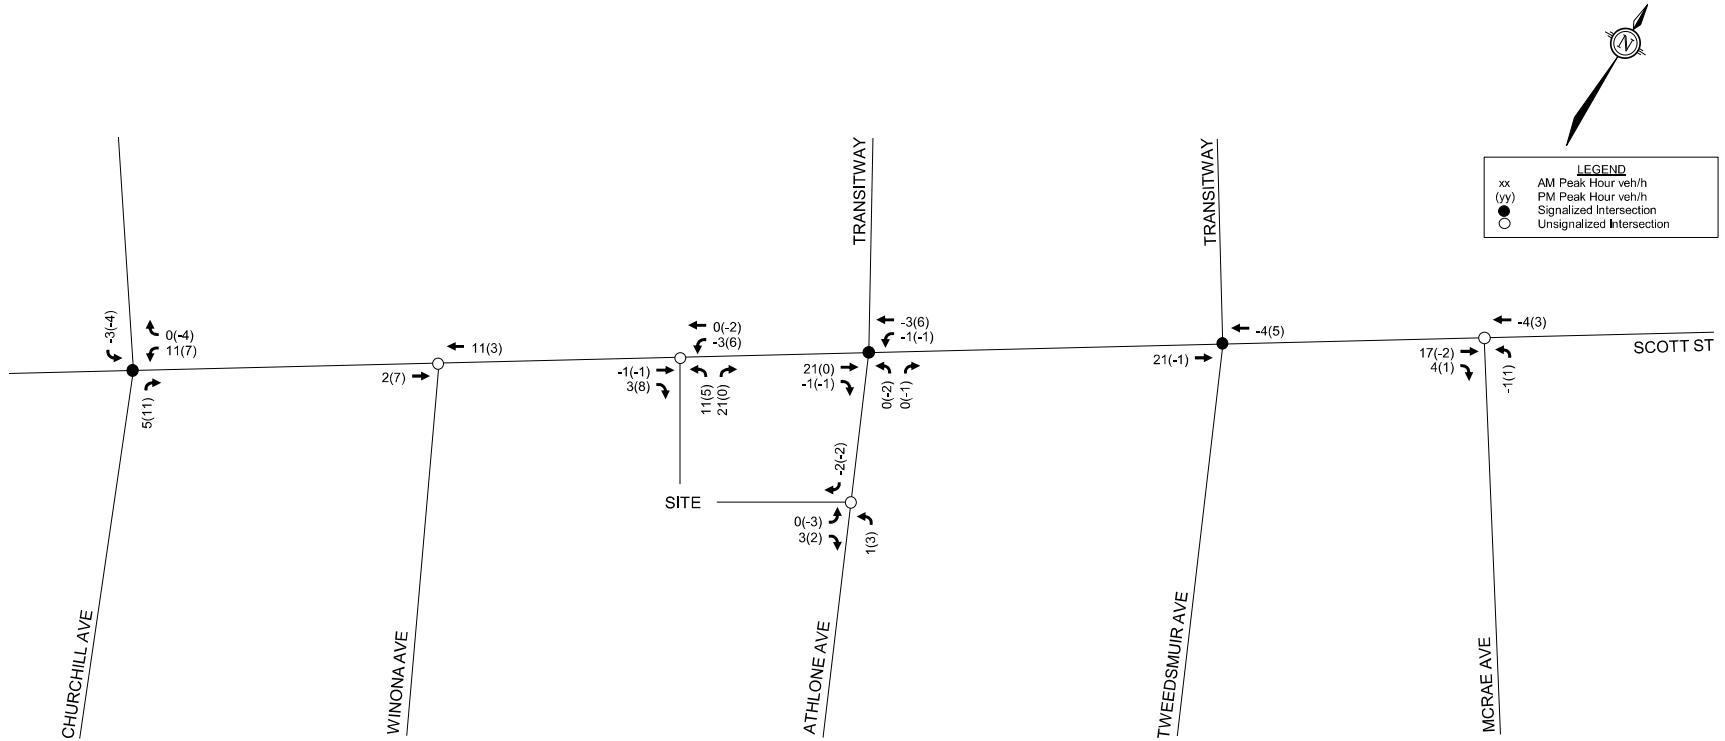 N
LEGEND
xx AM Peak Hour veh/h
(yy) PM Peak Hour veh/h
Signalized Intersection
Unsignalized Intersection
TRANSITWAY
TRANSITWAY
-3(-4)
0(-4)
11(7)
5(11)
11(3)
2(7)
0(-2)
-3(6)
-1(-1)
3(8)
11(5)
21(0)
-3(6)
-1(-1)
21(0)
-1(-1)
0(-2)
0(-1)
-4(5)
21(-1)
-4(3)
17(-2)
4(1)
-1(1)
SCOTT ST
SITE
-2(-2)
0(-3)
3(2)
1(3)
CHURCHILL AVE
WINONA AVE
ATHLONE AVE
TWEEDSMUIR AVE
MCRAE AVE